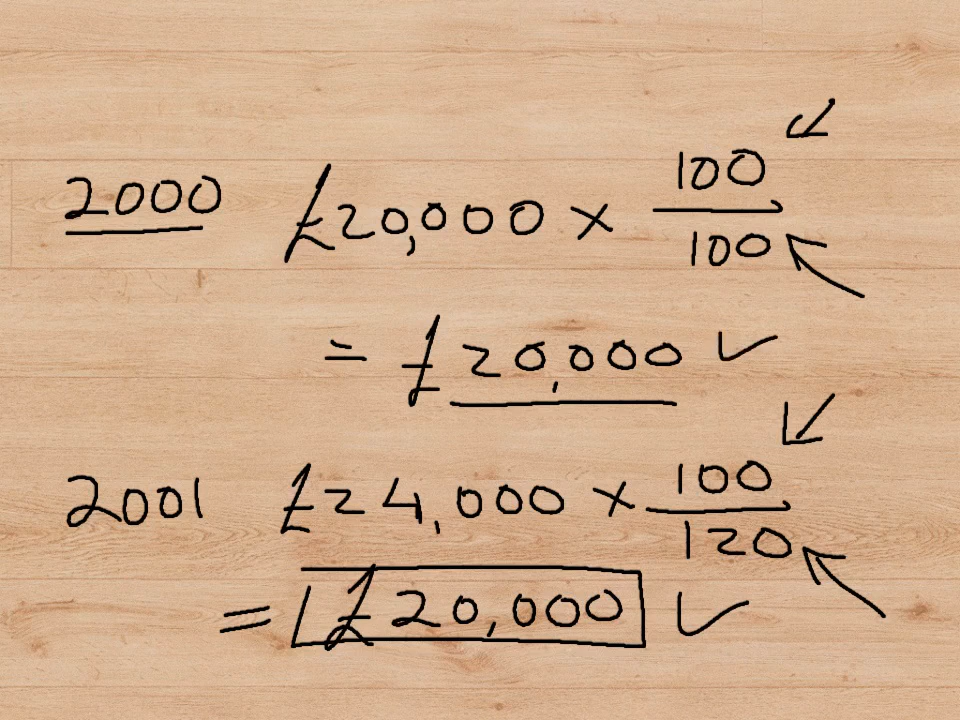 2000 £20,000 × 100/100
= £20,000 ✓
2001 £24,000 × 100/120
= £20,000 ✓